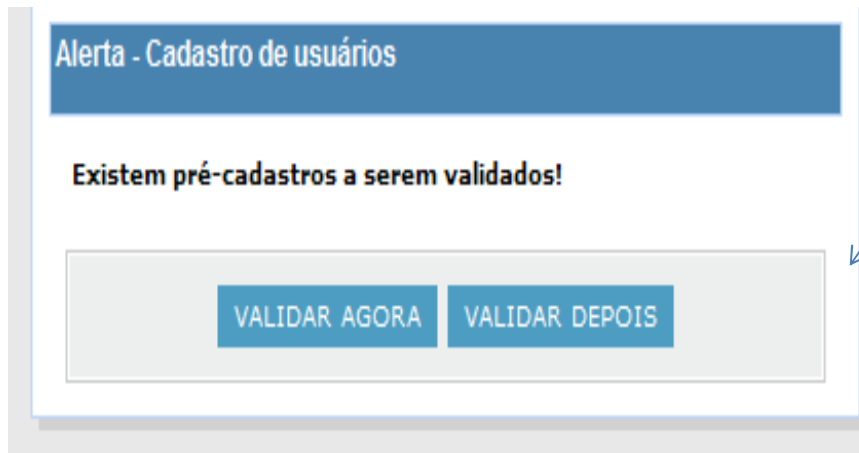 Alerta - Cadastro de usuários
Existem pré-cadastros a serem validados!
VALIDAR AGORA VALIDAR DEPOIS